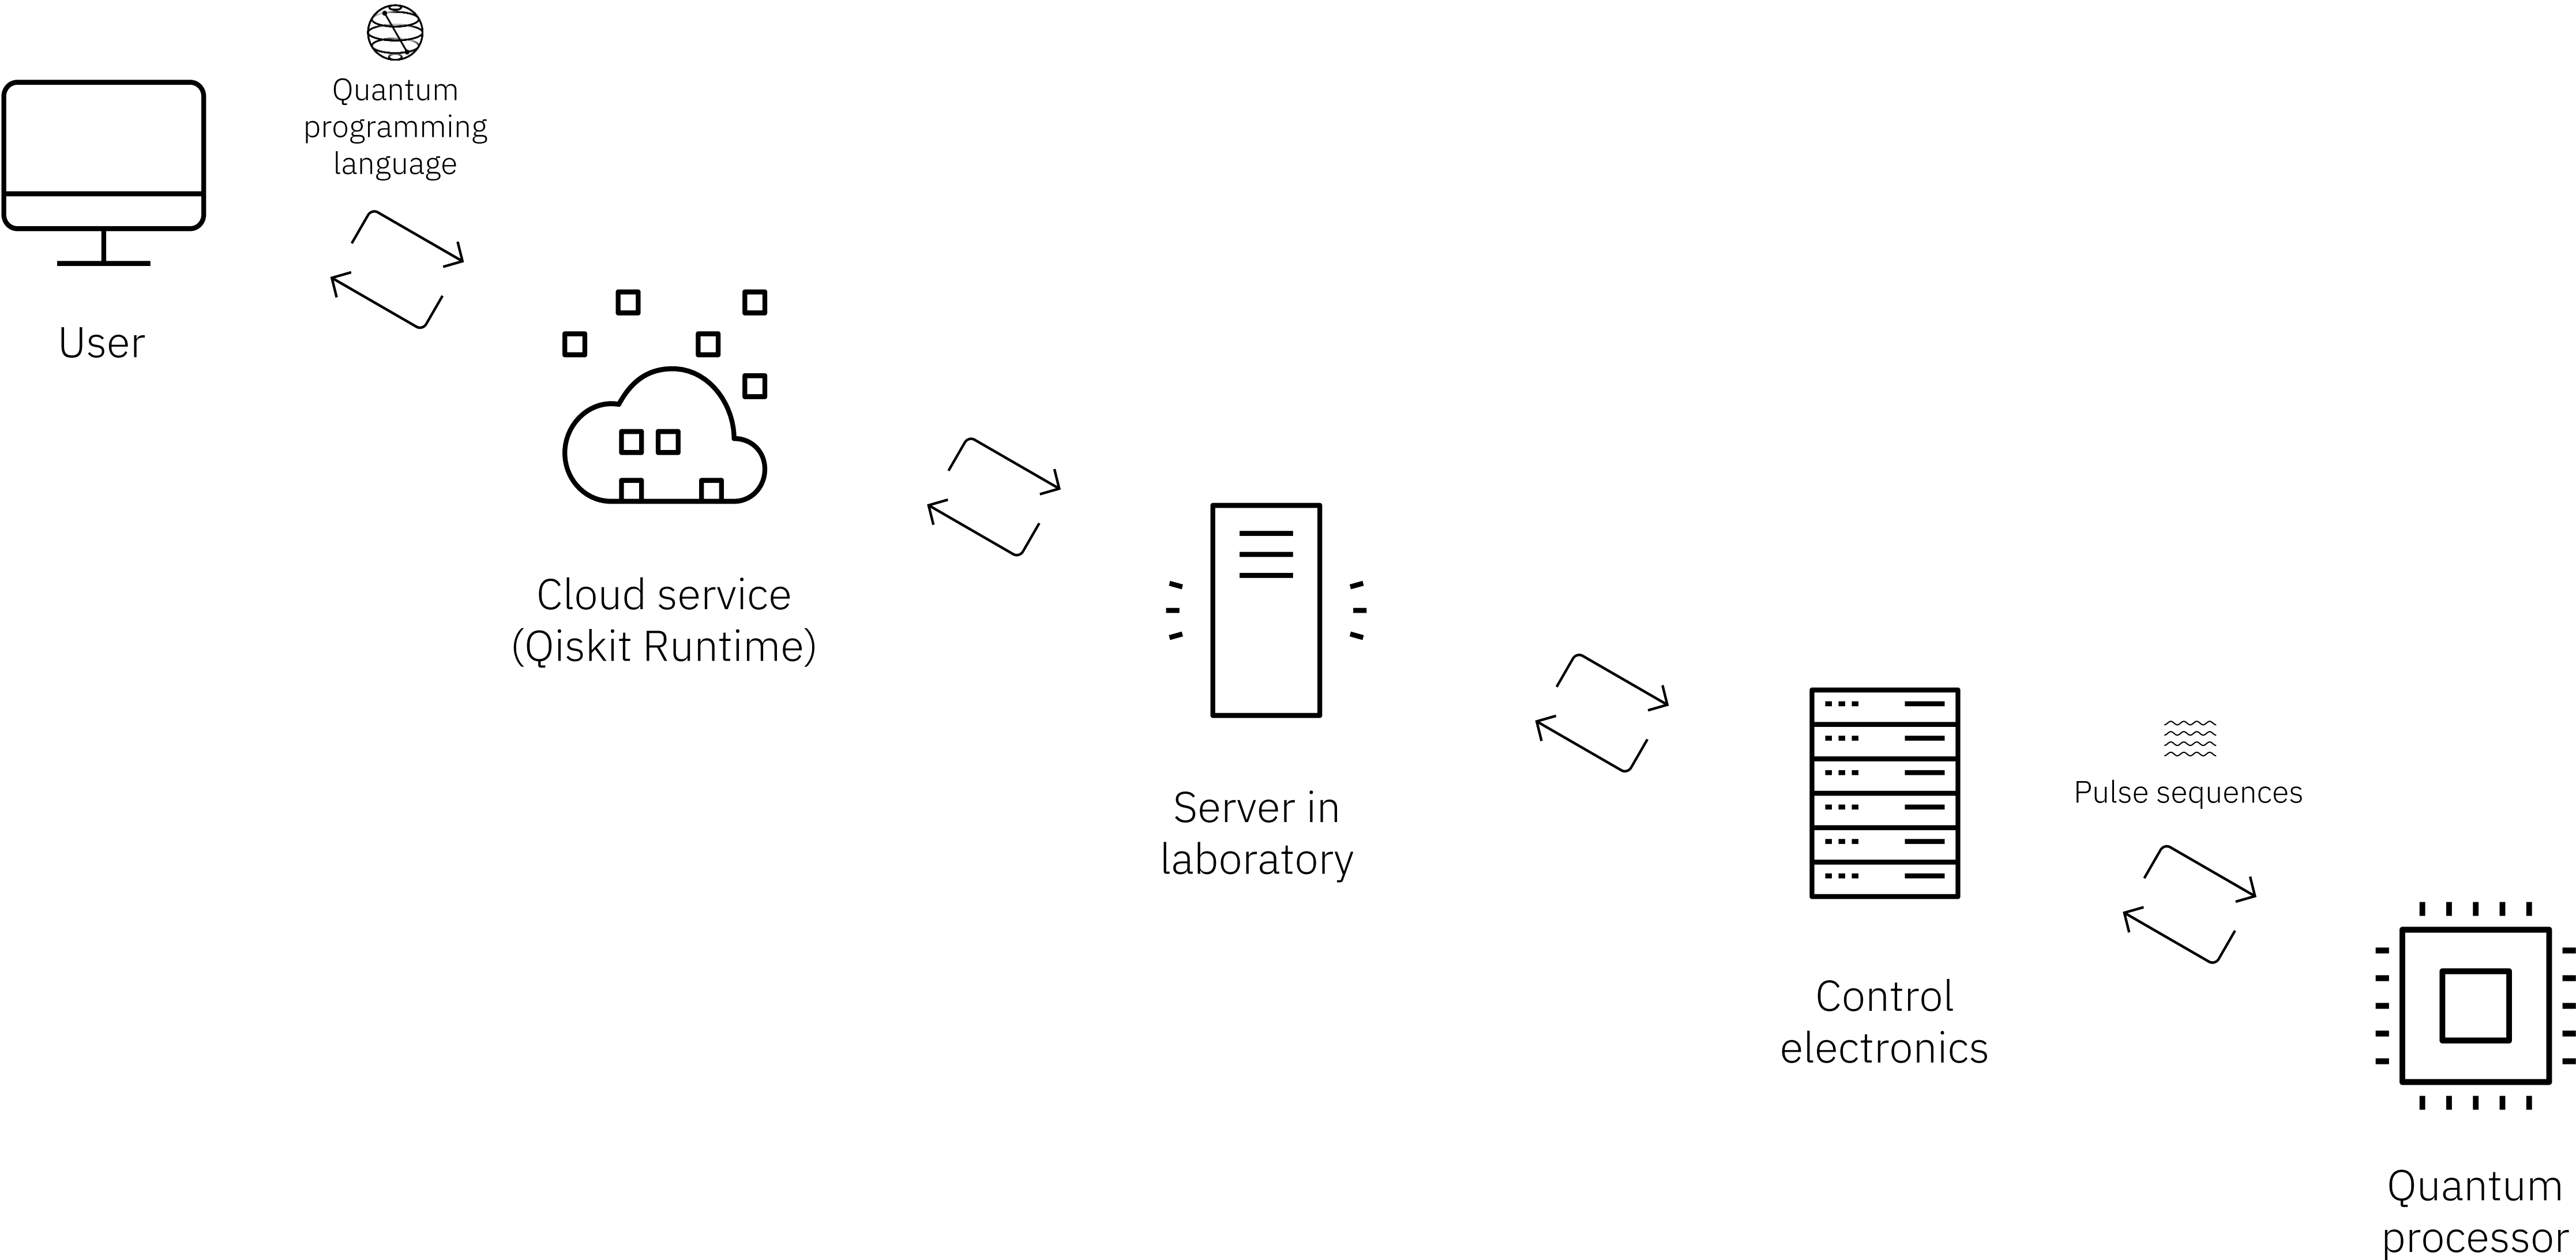 Quantum
programming
language
User
Cloud service
(Qiskit Runtime)
Server in
laboratory
Pulse sequences
Control
electronics
Quantum
processor